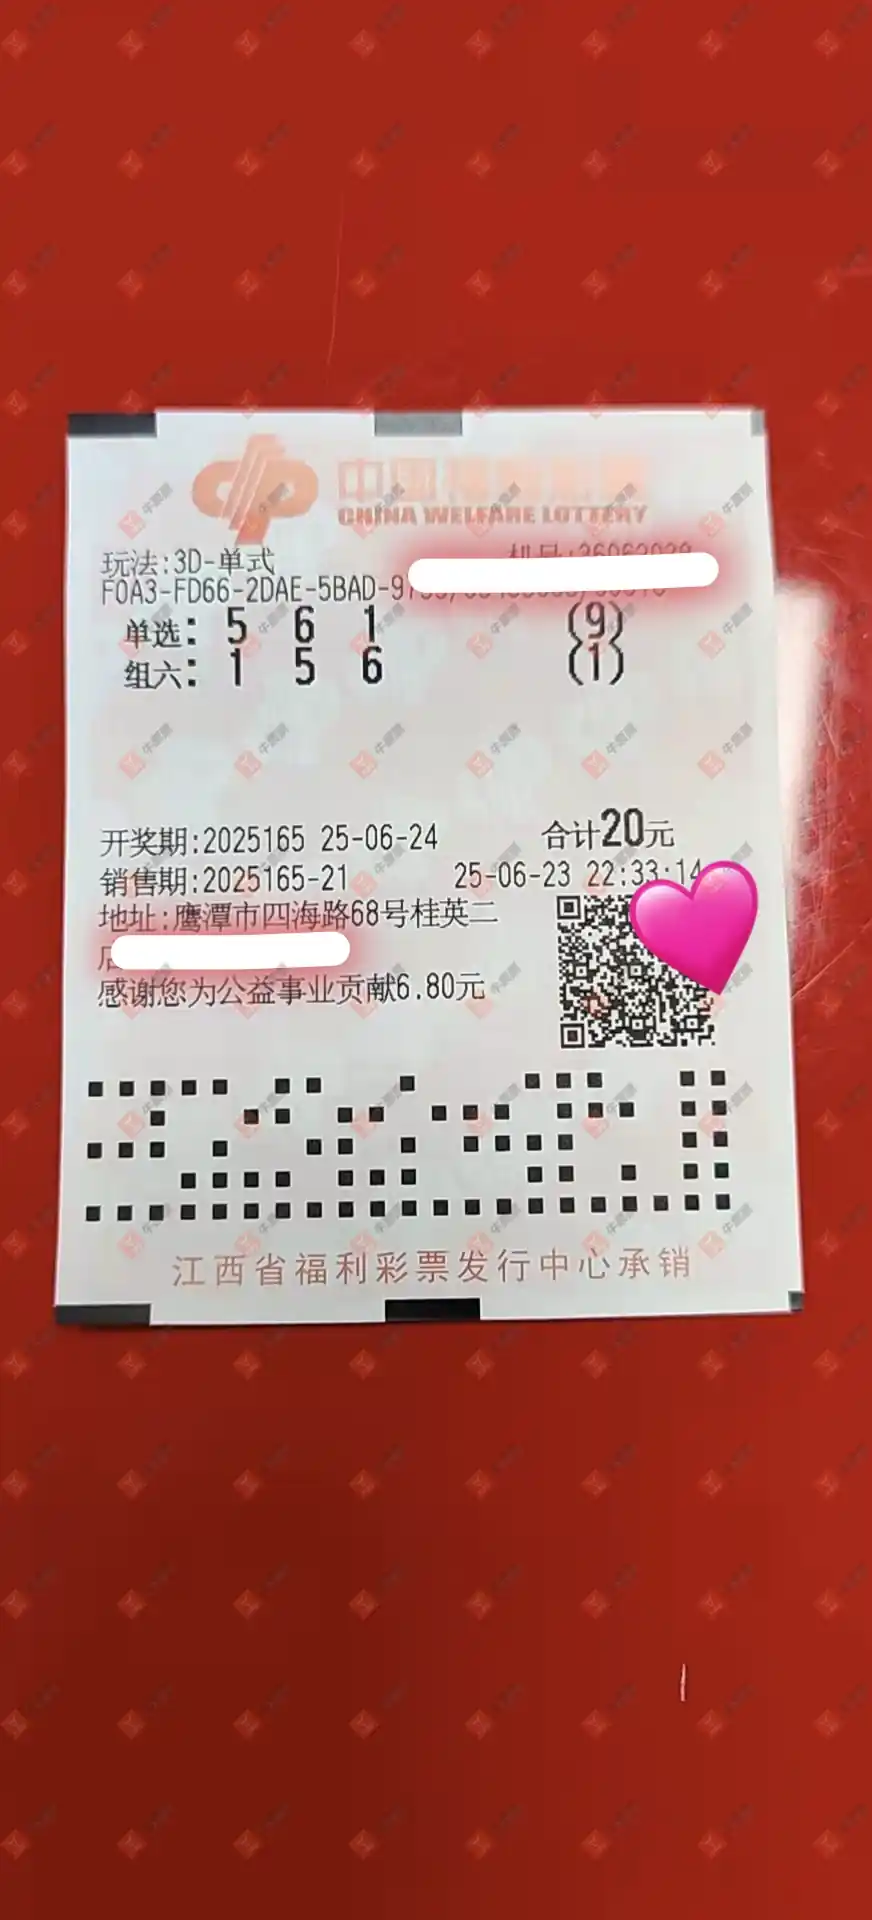 中国福利彩票
CHINA WELFARE LOTTERY
玩法:3D-单式
F0A3-FD66-2DAE-5BAD-
单选: 5 6 1 (9)
组六: 1 5 6 (1)
开奖期:2025165 25-06-24 合计20元
销售期:2025165-21 25-06-23 22:33:14
地址:鹰潭市四海路68号桂英二
店
感谢您为公益事业贡献6.80元
江西省福利彩票发行中心承销